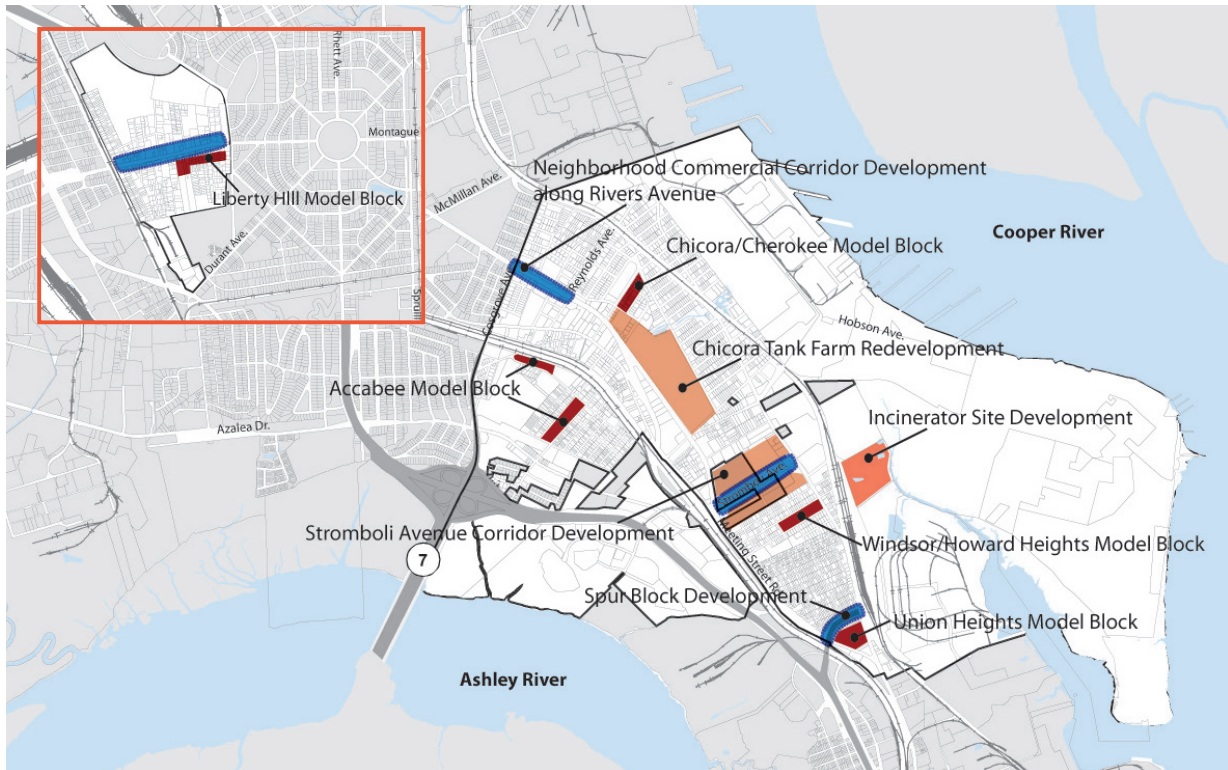 Rhett Ave.
Montague
Liberty HIll Model Block
Durant Ave.
McMillan Ave.
Spruill
Neighborhood Commercial Corridor Development
along Rivers Avenue
Cooper River
Reynolds Ave.
Chicora/Cherokee Model Block
Cosgrove Ave
Hobson Ave.
Chicora Tank Farm Redevelopment
Accabee Model Block
Azalea Dr.
Incinerator Site Development
Stromboli Ave.
Stromboli Avenue Corridor Development
Meeting Street Rd
Windsor/Howard Heights Model Block
7
Spur Block Development
Union Heights Model Block
Ashley River